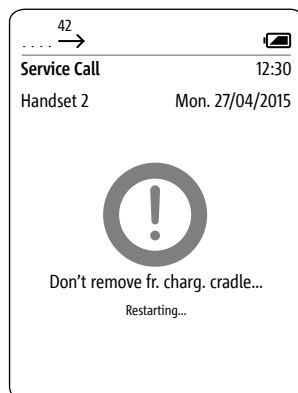 42
Service Call 12:30
Handset 2 Mon. 27/04/2015
Don't remove fr. charg. cradle...
Restarting...